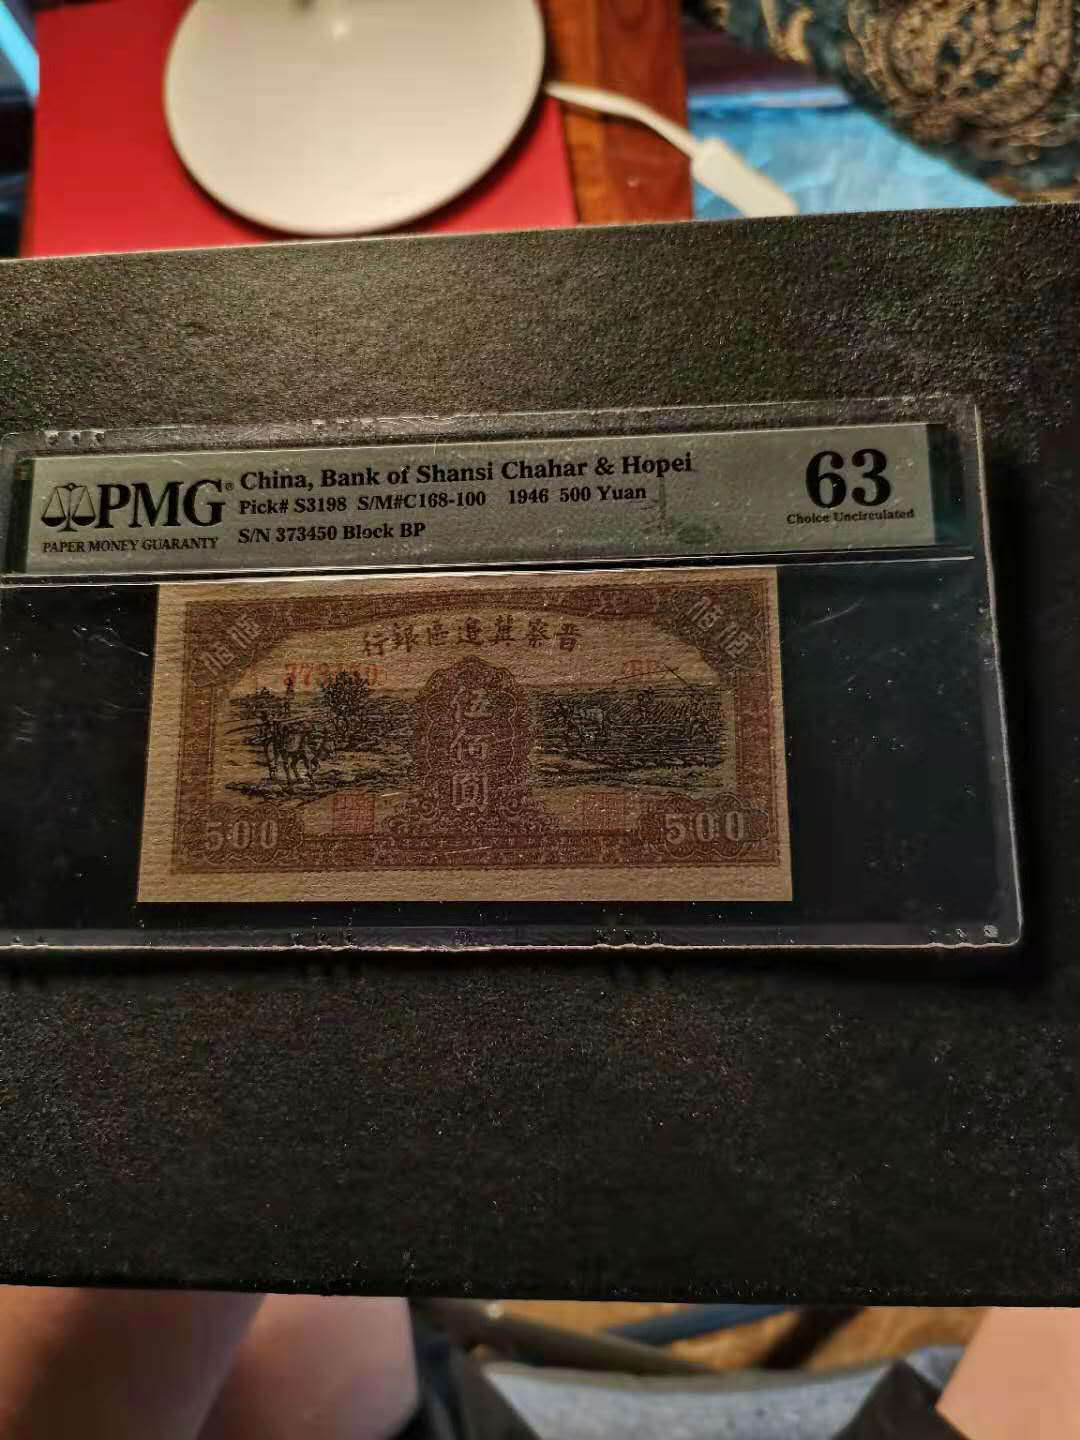 PMG®
PAPER MONEY GUARANTY
China, Bank of Shansi Chahar & Hopei
Pick# S3198 S/M#C168-100 1946 500 Yuan
S/N 373450 Block BP
63
Choice Uncirculated
行銀區邊冀察晉
伍佰圓
500
500